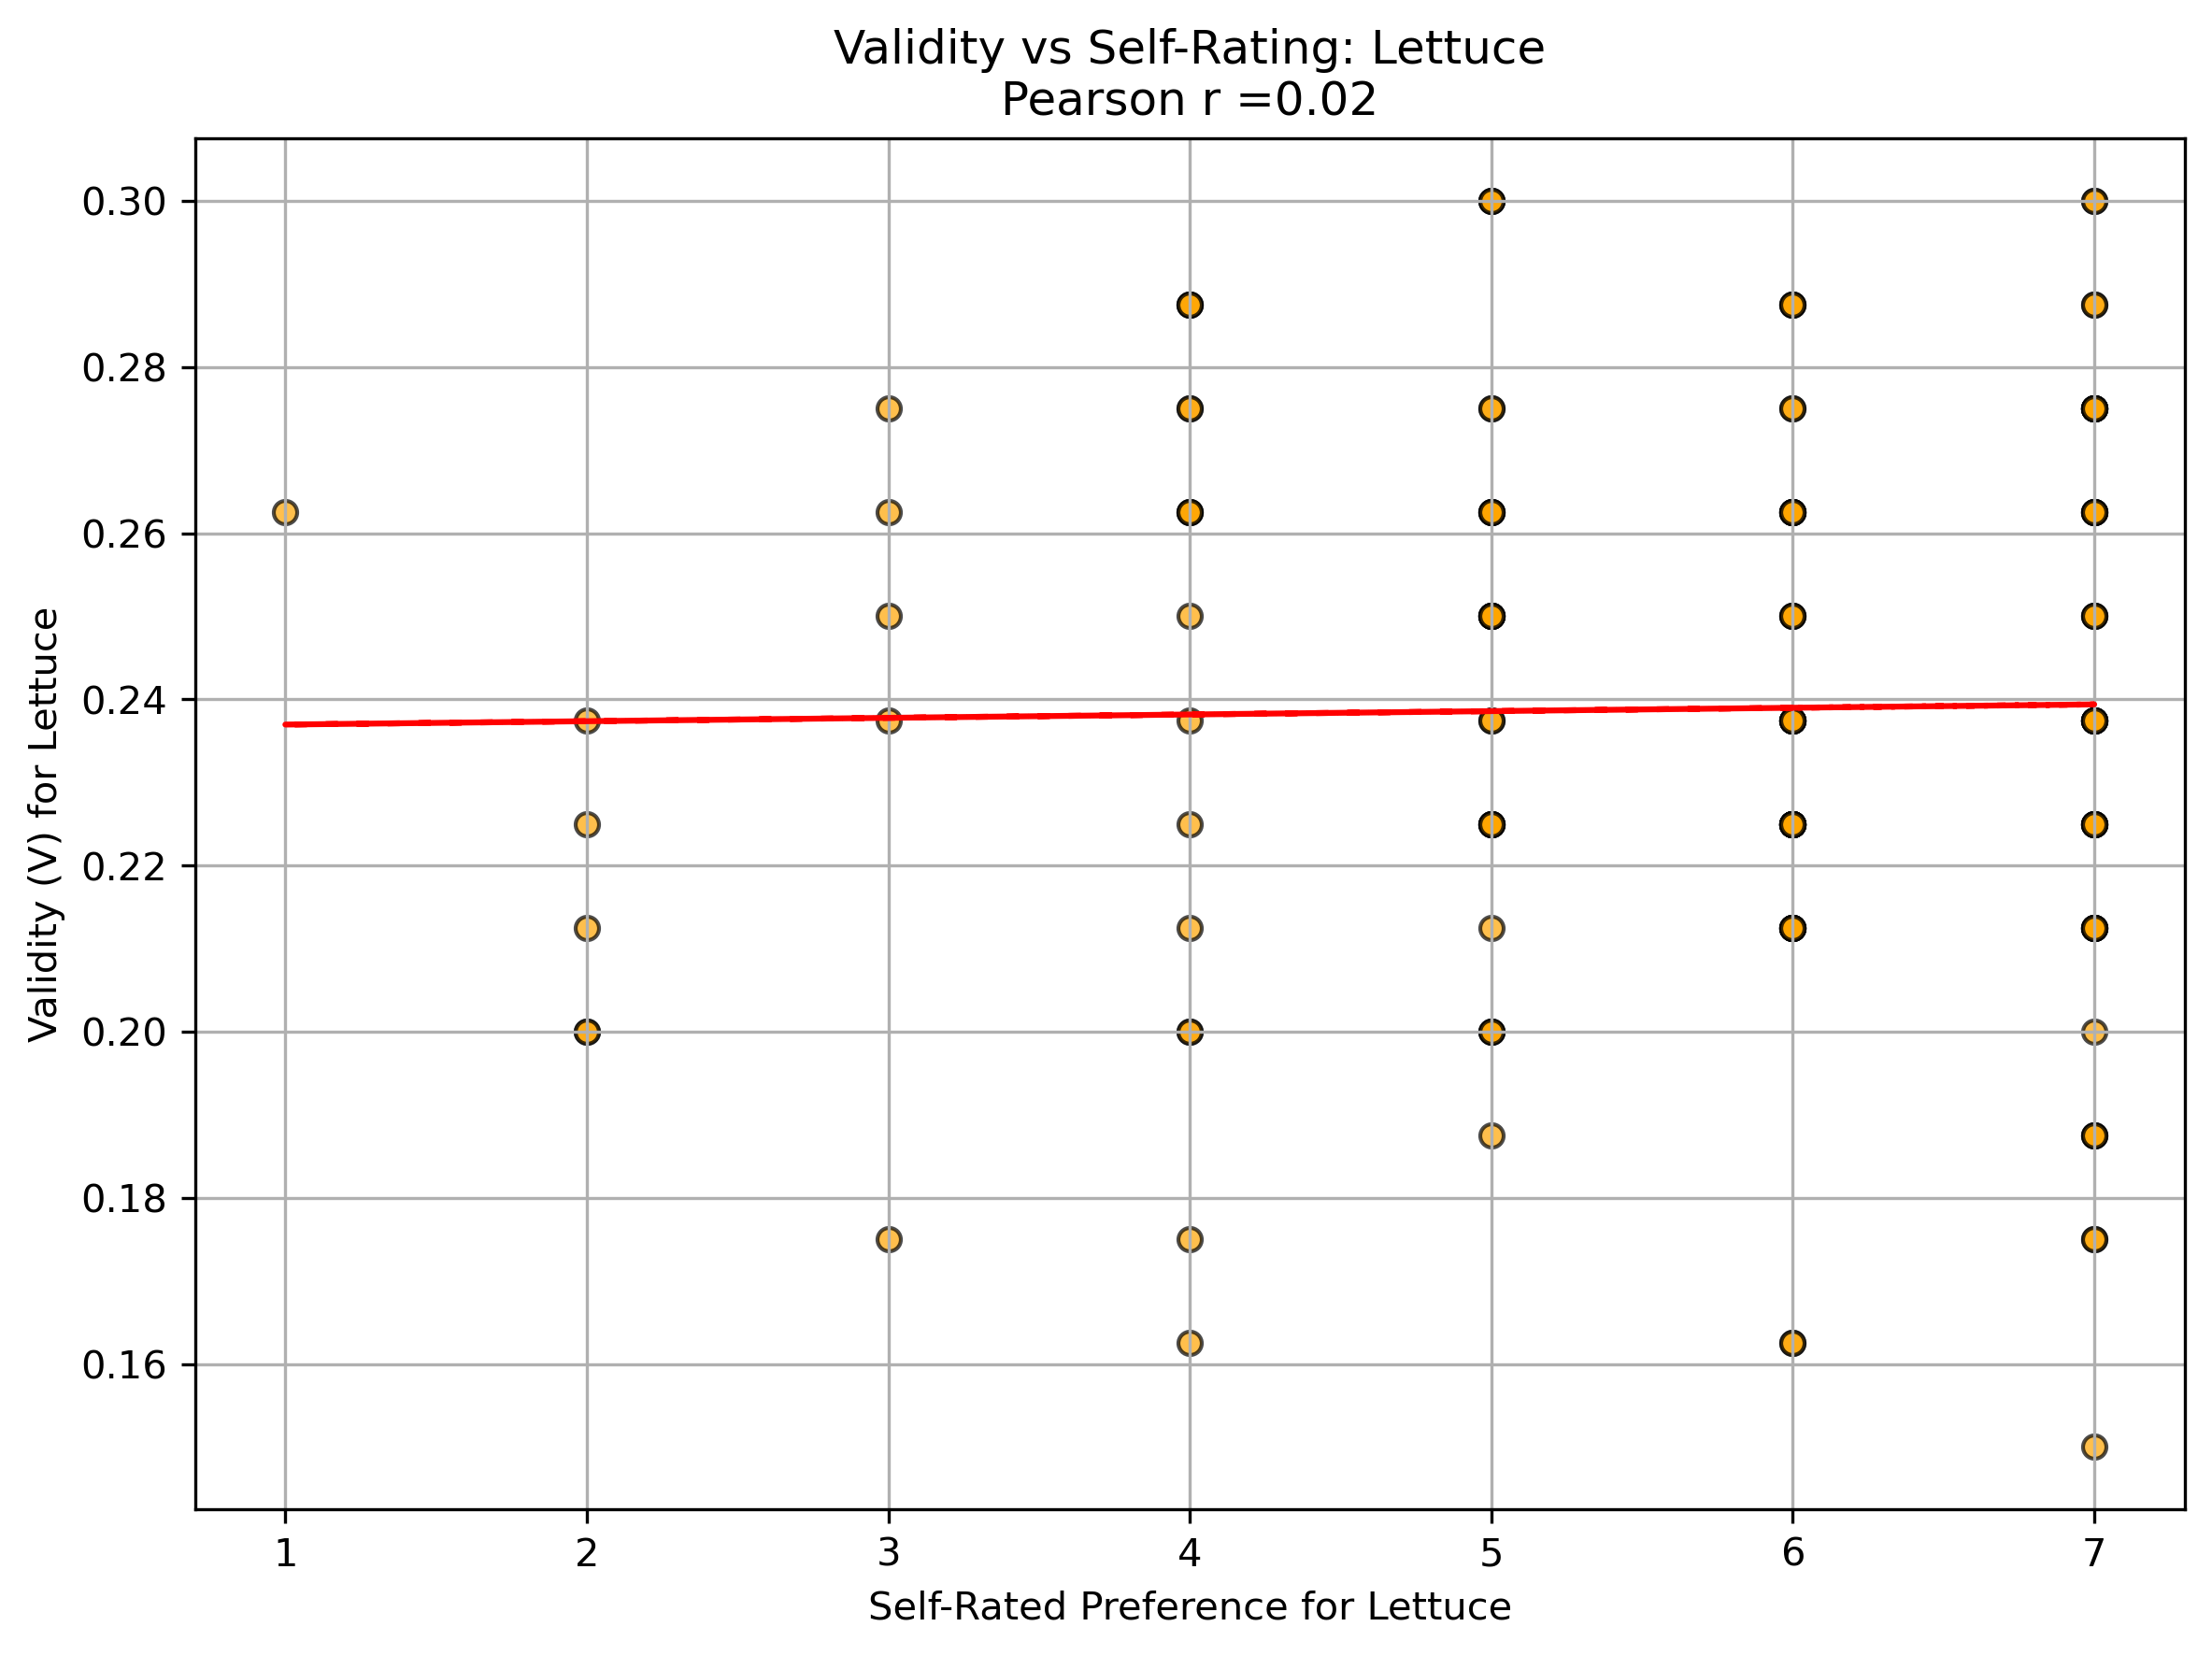 Validity vs Self-Rating: Lettuce
Pearson r =0.02
Validity (V) for Lettuce
0.30
0.28
0.26
0.24
0.22
0.20
0.18
0.16
1 2 3 4 5 6 7
Self-Rated Preference for Lettuce